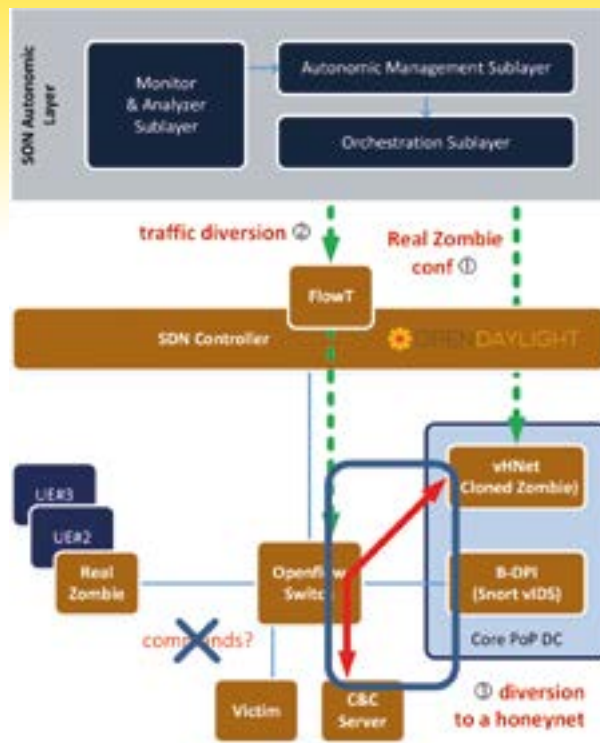 SDN Autonomic
Layer
Monitor
& Analyzer
Sublayer
Autonomic Management Sublayer
Orchestration Sublayer
traffic diversion ②
Real Zombie
conf ①
FlowT
SDN Controller
OPENDAYLIGHT
vHNet
(Cloned Zombie)
UE#3
UE#2
Real
Zombie
Openflow
Switch
B-DPI
(Snort vIDS)
commands?
Core PoP DC
Victim
C&C
Server
③ diversion
to a honeynet